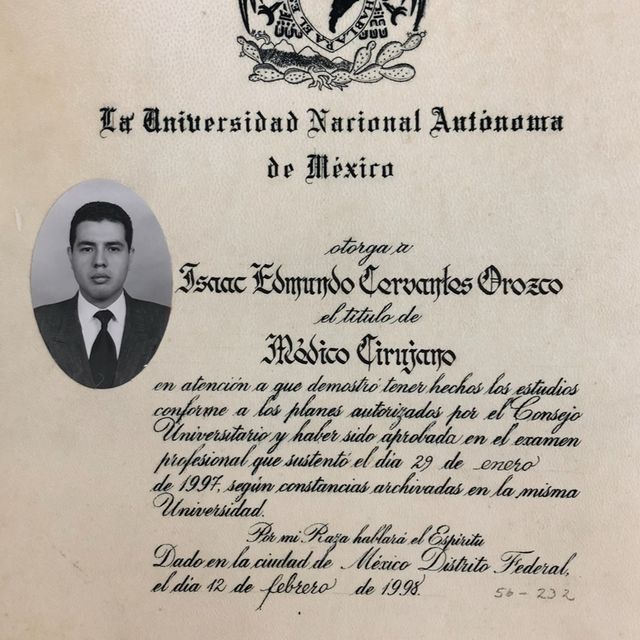 HABLARA EL ES
La Universidad Nacional Autónoma
de México
otorga a
Isaac Edmundo Cervantes Orozco
el título de
Médico Cirujano
en atención a que demostró tener hechos los estudios
conforme a los planes autorizados por el Consejo
Universitario y haber sido aprobada en el examen
profesional que sustentó el día 29 de enero
de 1997, según constancias archivadas en la misma
Universidad.
Por mi Raza hablará el Espíritu
Dado en la ciudad de México Distrito Federal,
el día 12 de febrero de 1998.
56-232